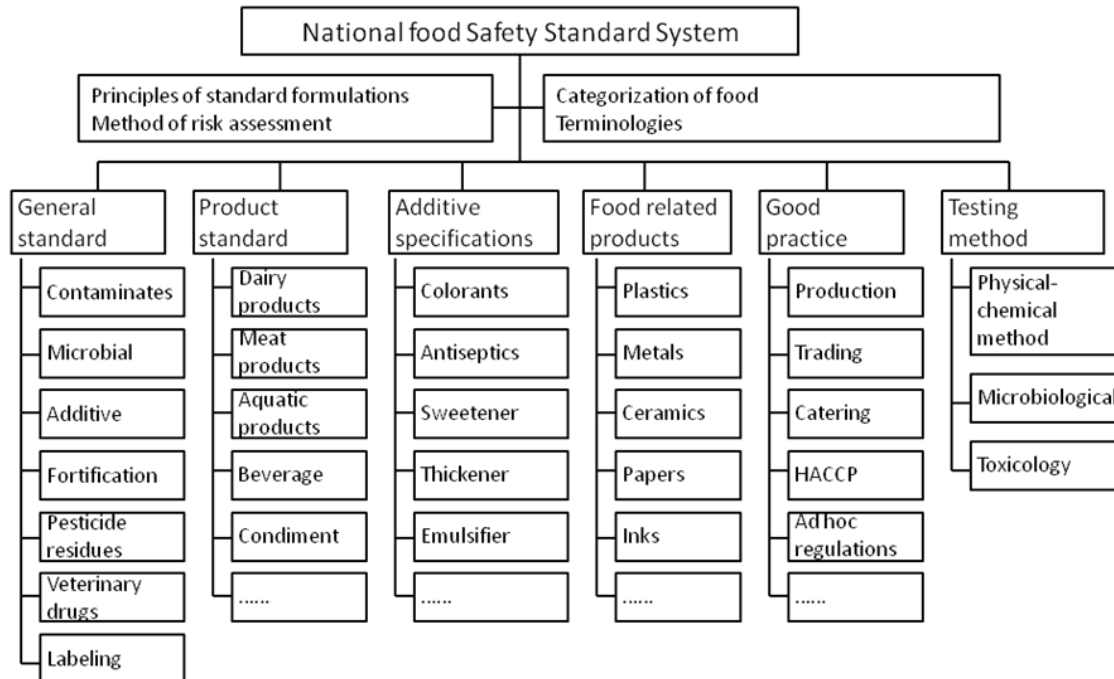 National food Safety Standard System
Principles of standard formulations
Method of risk assessment
Categorization of food
Terminologies
General
standard
Contaminates
Microbial
Additive
Fortification
Pesticide
residues
Veterinary
drugs
Labeling
Product
standard
Dairy
products
Meat
products
Aquatic
products
Beverage
Condiment
......
Additive
specifications
Colorants
Antiseptics
Sweetener
Thickener
Emulsifier
......
Food related
products
Plastics
Metals
Ceramics
Papers
Inks
......
Good
practice
Production
Trading
Catering
HACCP
Ad hoc
regulations
......
Testing
method
Physical-
chemical
method
Microbiological
Toxicology